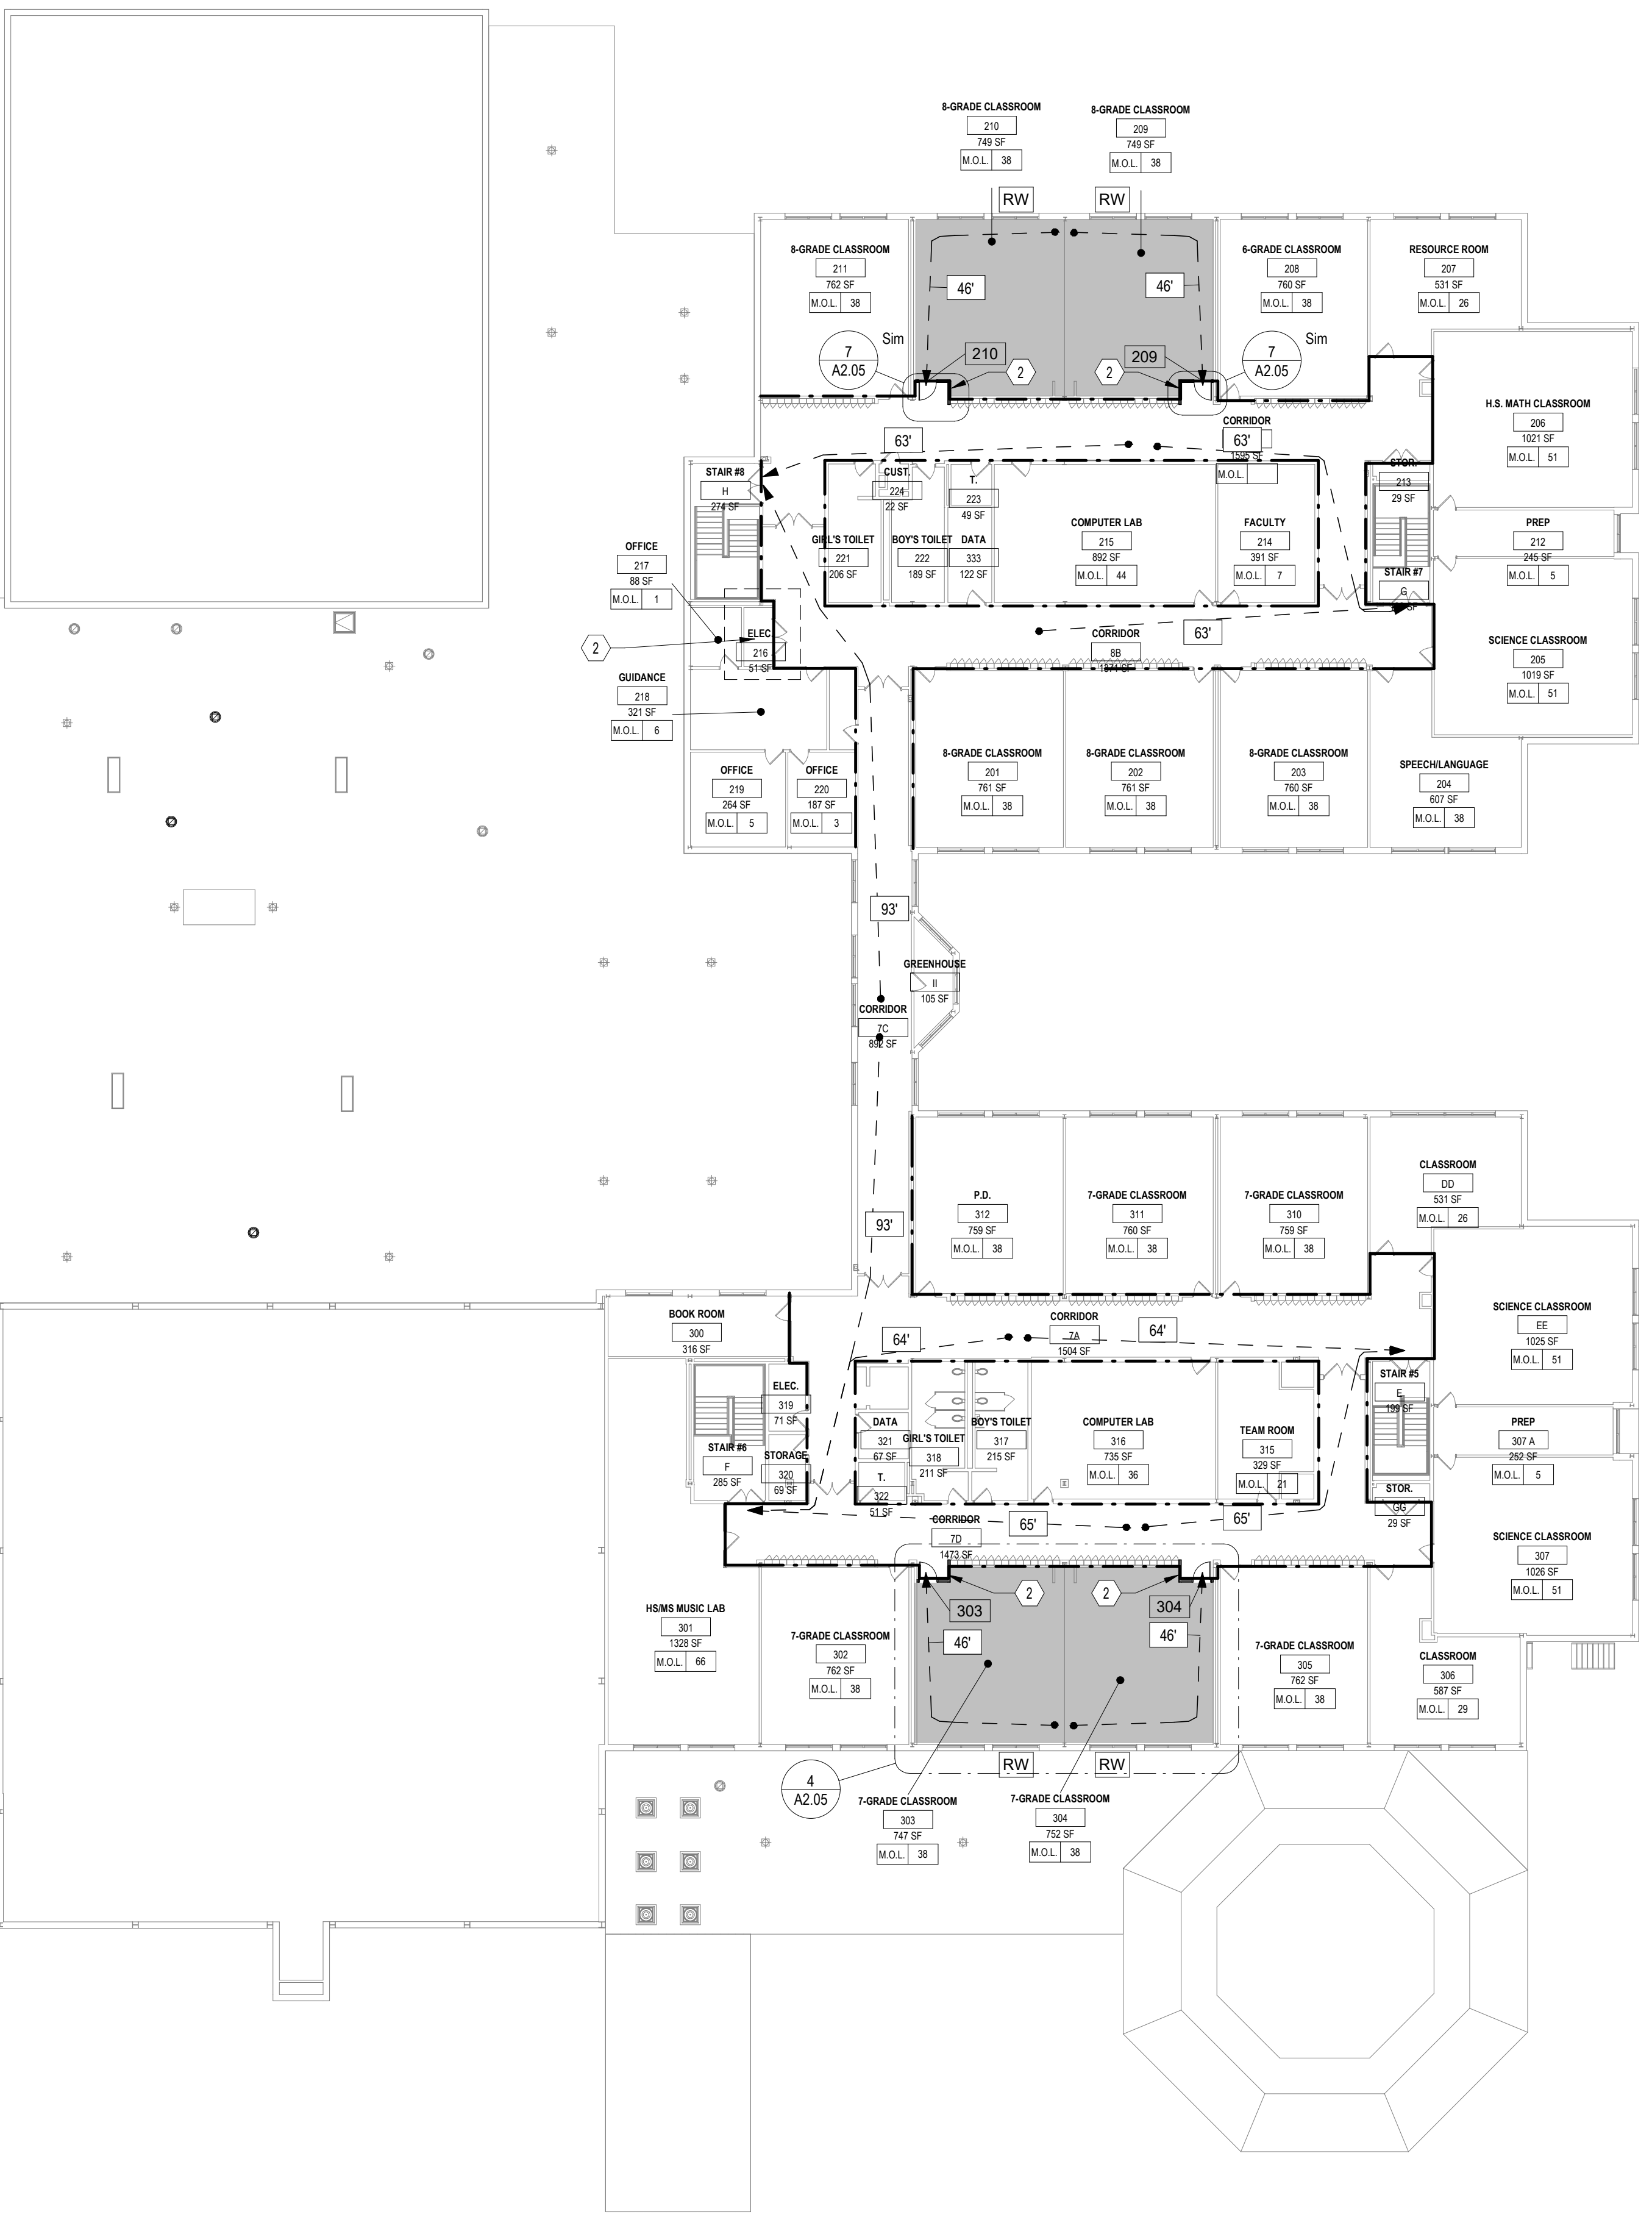 8-GRADE CLASSROOM
210
749 SF
M.O.L. 38
8-GRADE CLASSROOM
209
749 SF
M.O.L. 38
RW
RW
8-GRADE CLASSROOM
211
762 SF
M.O.L. 38
46'
46'
6-GRADE CLASSROOM
208
760 SF
M.O.L. 38
RESOURCE ROOM
207
531 SF
M.O.L. 26
7
A2.05
Sim
210
2
2
209
7
A2.05
Sim
H.S. MATH CLASSROOM
206
1021 SF
M.O.L. 51
63'
CORRIDOR
63'
1595 SF
M.O.L.
STAIR #8
H
274 SF
CUST.
224
22 SF
T.
223
49 SF
STOR.
213
29 SF
GIRL'S TOILET
221
206 SF
BOY'S TOILET
222
189 SF
DATA
333
122 SF
COMPUTER LAB
215
892 SF
M.O.L. 44
FACULTY
214
391 SF
M.O.L. 7
PREP
212
245 SF
M.O.L. 5
STAIR #7
G
OFFICE
217
88 SF
M.O.L. 1
2
ELEC.
216
51 SF
63'
CORRIDOR
8B
1371 SF
SCIENCE CLASSROOM
205
1019 SF
M.O.L. 51
GUIDANCE
218
321 SF
M.O.L. 6
OFFICE
219
264 SF
M.O.L. 5
OFFICE
220
187 SF
M.O.L. 3
8-GRADE CLASSROOM
201
761 SF
M.O.L. 38
8-GRADE CLASSROOM
202
761 SF
M.O.L. 38
8-GRADE CLASSROOM
203
760 SF
M.O.L. 38
SPEECH/LANGUAGE
204
607 SF
M.O.L. 38
93'
GREENHOUSE
II
105 SF
CORRIDOR
7C
892 SF
93'
P.D.
312
759 SF
M.O.L. 38
7-GRADE CLASSROOM
311
760 SF
M.O.L. 38
7-GRADE CLASSROOM
310
759 SF
M.O.L. 38
CLASSROOM
DD
531 SF
M.O.L. 26
BOOK ROOM
300
316 SF
64'
CORRIDOR
7A
1504 SF
64'
SCIENCE CLASSROOM
EE
1025 SF
M.O.L. 51
ELEC.
319
71 SF
STAIR #6
F
285 SF
STORAGE
320
69 SF
DATA
321
67 SF
GIRL'S TOILET
318
211 SF
BOY'S TOILET
317
215 SF
COMPUTER LAB
316
735 SF
M.O.L. 36
TEAM ROOM
315
329 SF
M.O.L. 21
STAIR #5
E
199 SF
PREP
307 A
252 SF
M.O.L. 5
T.
322
51 SF
STOR.
GG
29 SF
CORRIDOR
7D
1473 SF
65'
65'
SCIENCE CLASSROOM
307
1026 SF
M.O.L. 51
HS/MS MUSIC LAB
301
1328 SF
M.O.L. 66
7-GRADE CLASSROOM
302
762 SF
M.O.L. 38
303
2
2
304
46'
46'
7-GRADE CLASSROOM
305
762 SF
M.O.L. 38
CLASSROOM
306
587 SF
M.O.L. 29
4
A2.05
RW
RW
7-GRADE CLASSROOM
303
747 SF
M.O.L. 38
7-GRADE CLASSROOM
304
752 SF
M.O.L. 38